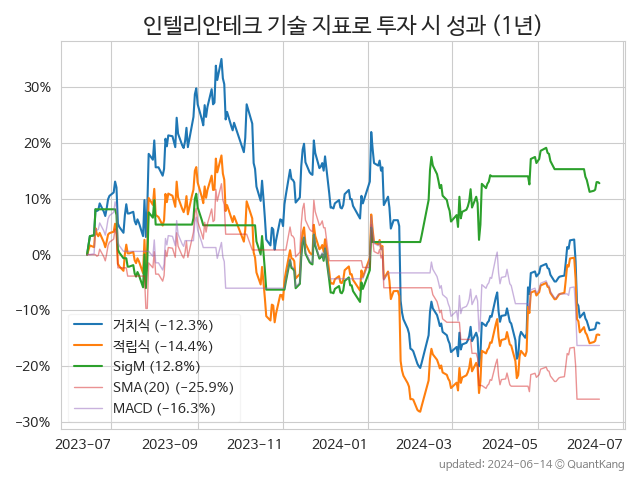 인텔리안테크 기술 지표로 투자 시 성과 (1년)
30%
20%
10%
0%
−10%
−20%
−30%
거치식 (−12.3%)
적립식 (−14.4%)
SigM (12.8%)
SMA(20) (−25.9%)
MACD (−16.3%)
2023−07 2023−09 2023−11 2024−01 2024−03 2024−05 2024−07
updated: 2024−06−14 © QuantKang